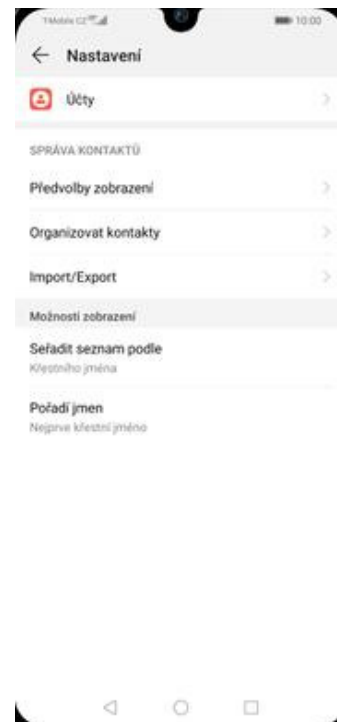 T-Mobile CZ 10:00
Nastavení
Účty
SPRÁVA KONTAKTŮ
Předvolby zobrazení
Organizovat kontakty
Import/Export
Možnosti zobrazení
Seřadit seznam podle
Křestního jména
Pořadí jmen
Nejprve křestní jméno